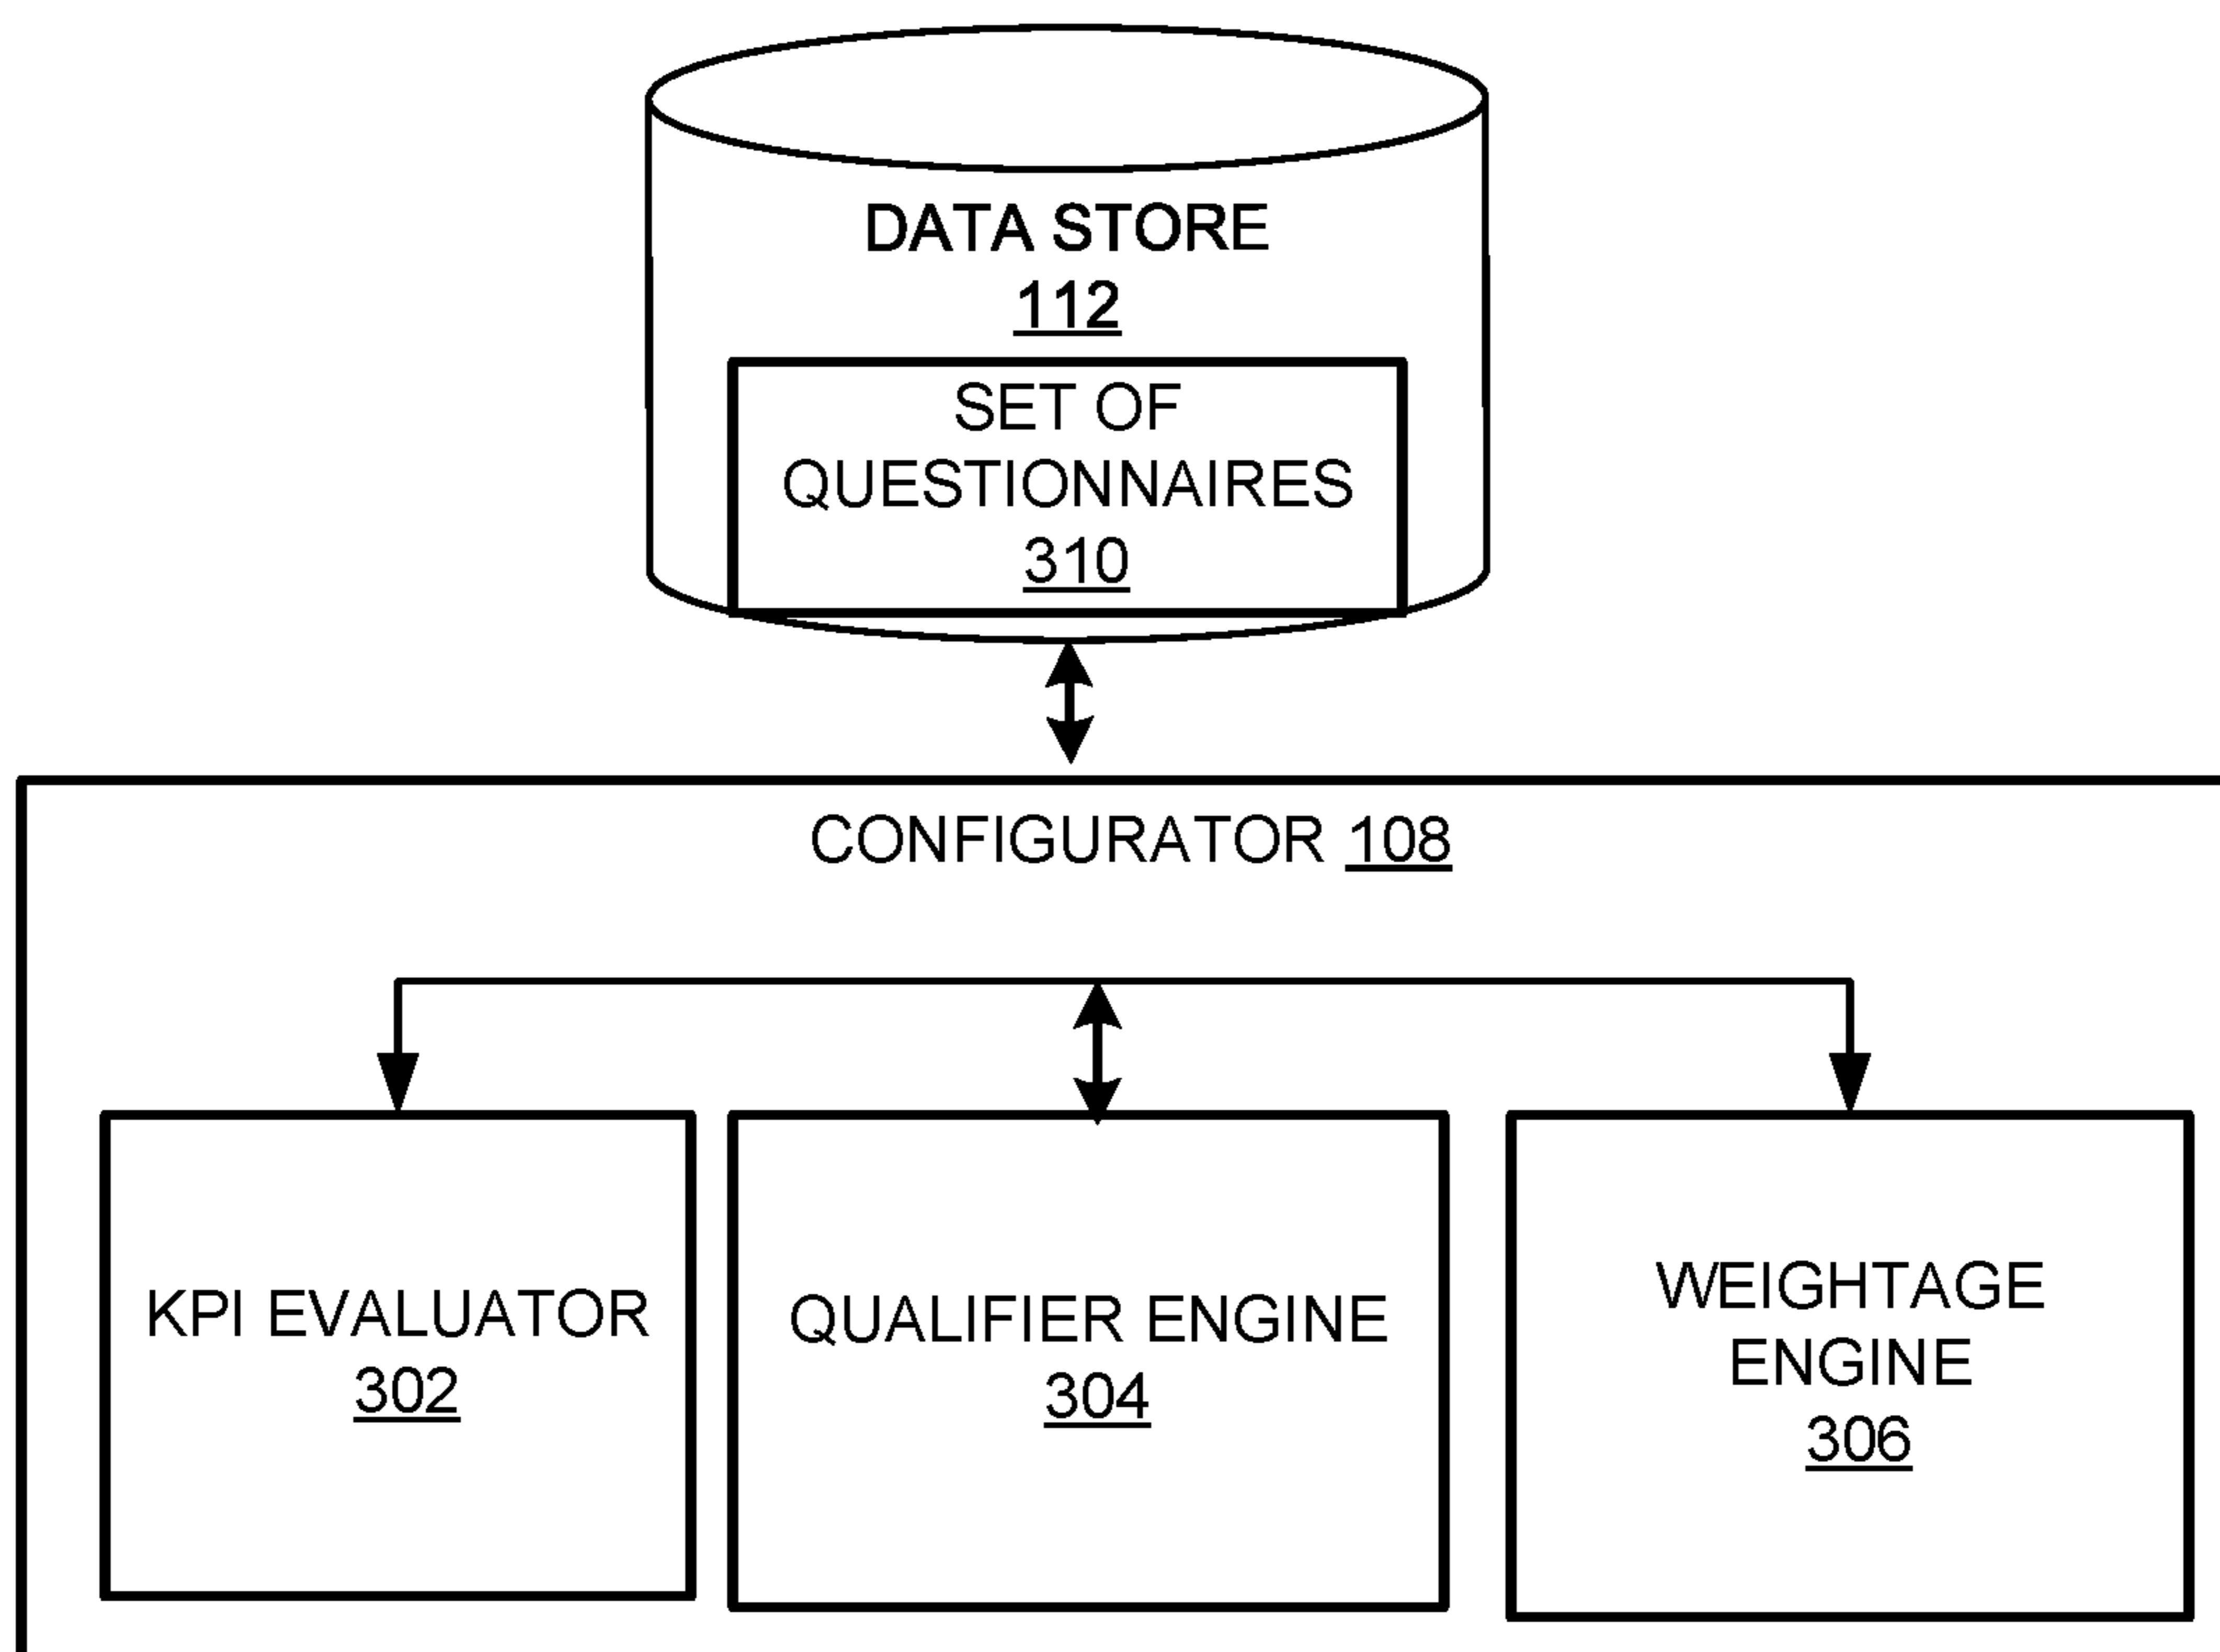 DATA STORE
112
SET OF
QUESTIONNAIRES
310
CONFIGURATOR 108
KPI EVALUATOR
302
QUALIFIER ENGINE
304
WEIGHTAGE
ENGINE
306